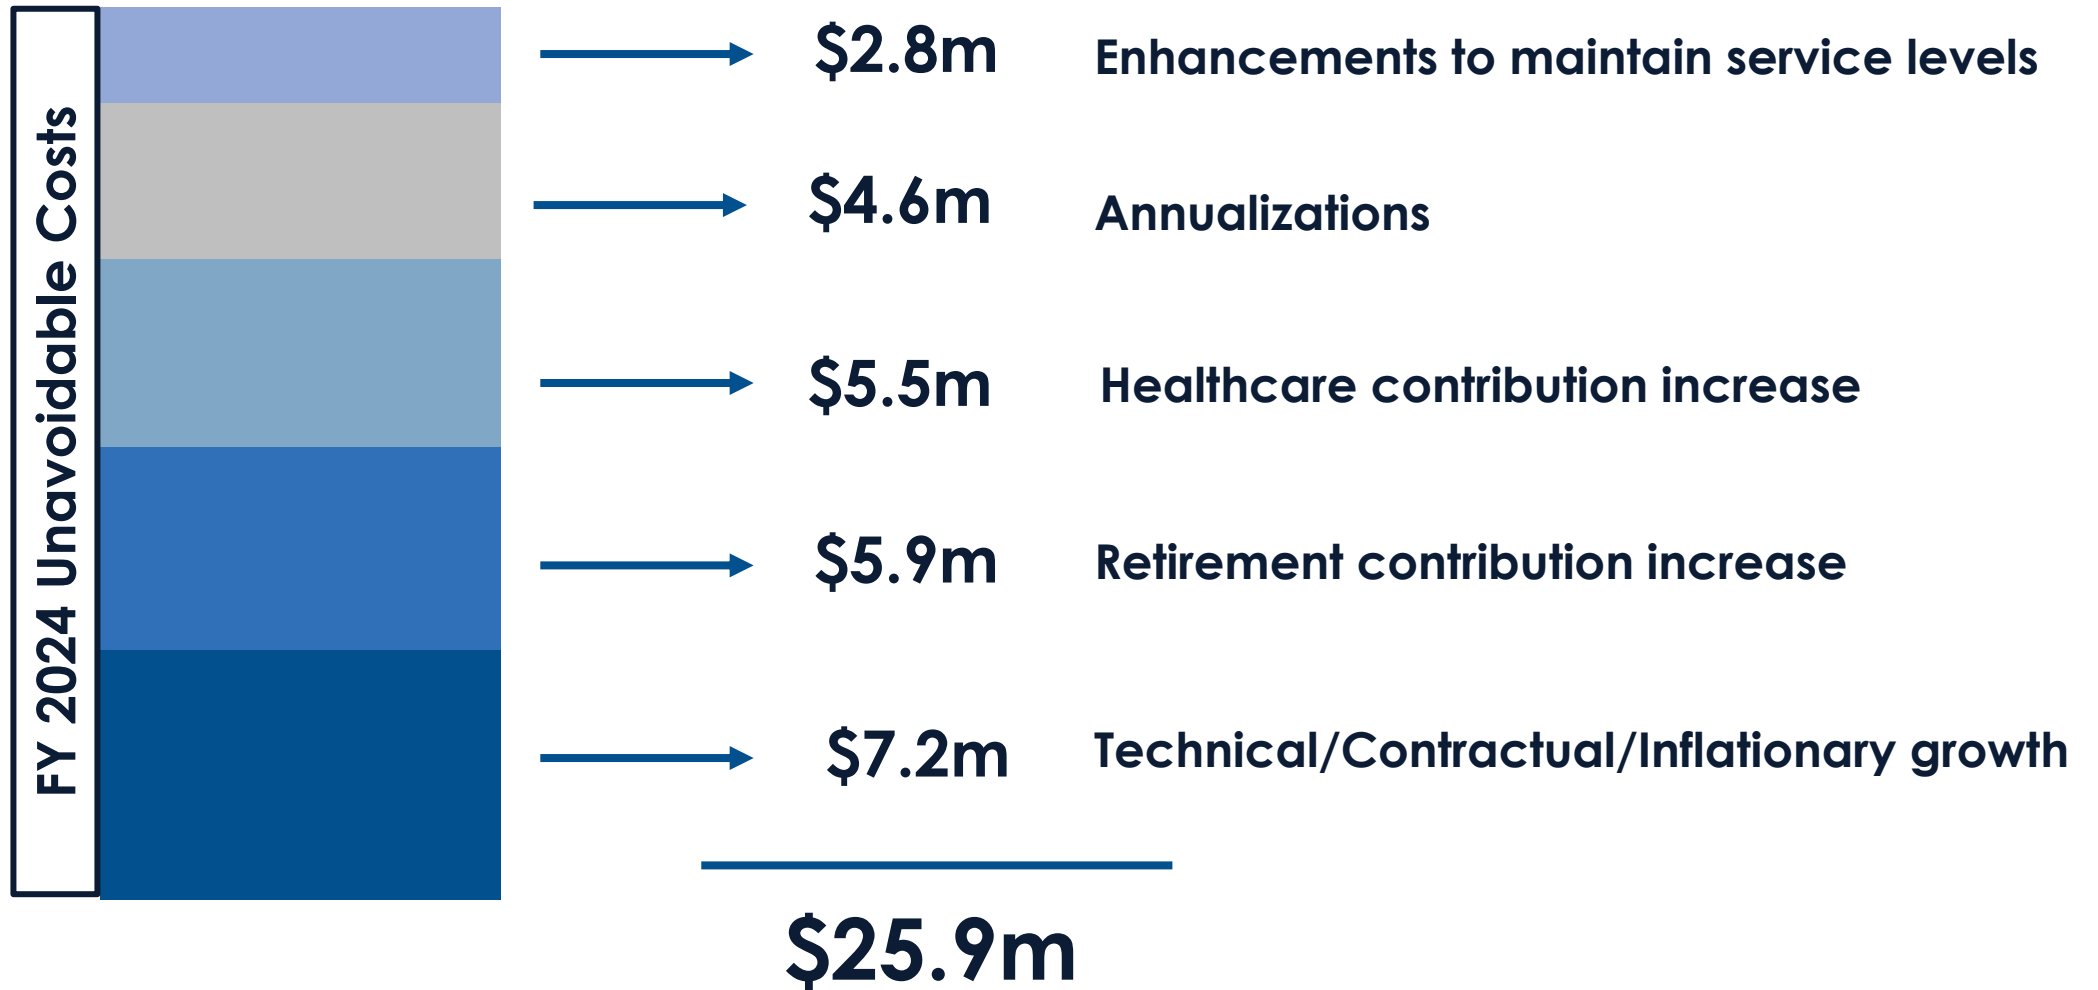 FY 2024 Unavoidable Costs
$2.8m Enhancements to maintain service levels
$4.6m Annualizations
$5.5m Healthcare contribution increase
$5.9m Retirement contribution increase
$7.2m Technical/Contractual/Inflationary growth
$25.9m